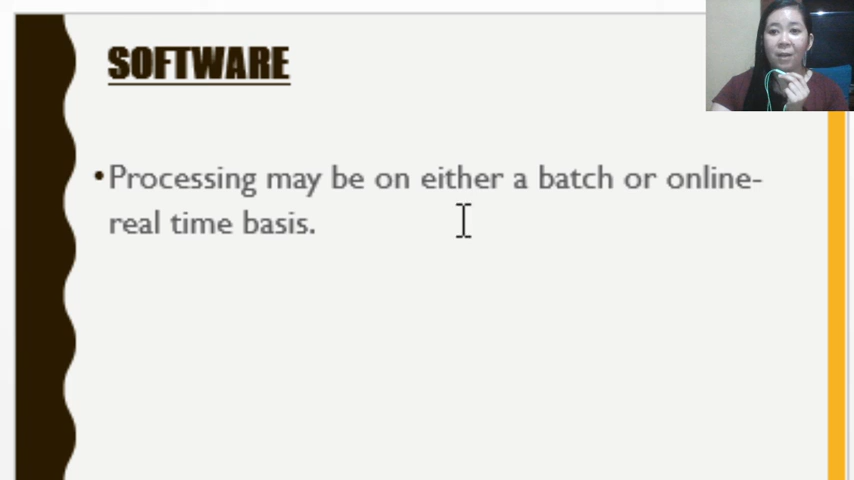 SOFTWARE
•Processing may be on either a batch or online-
real time basis.